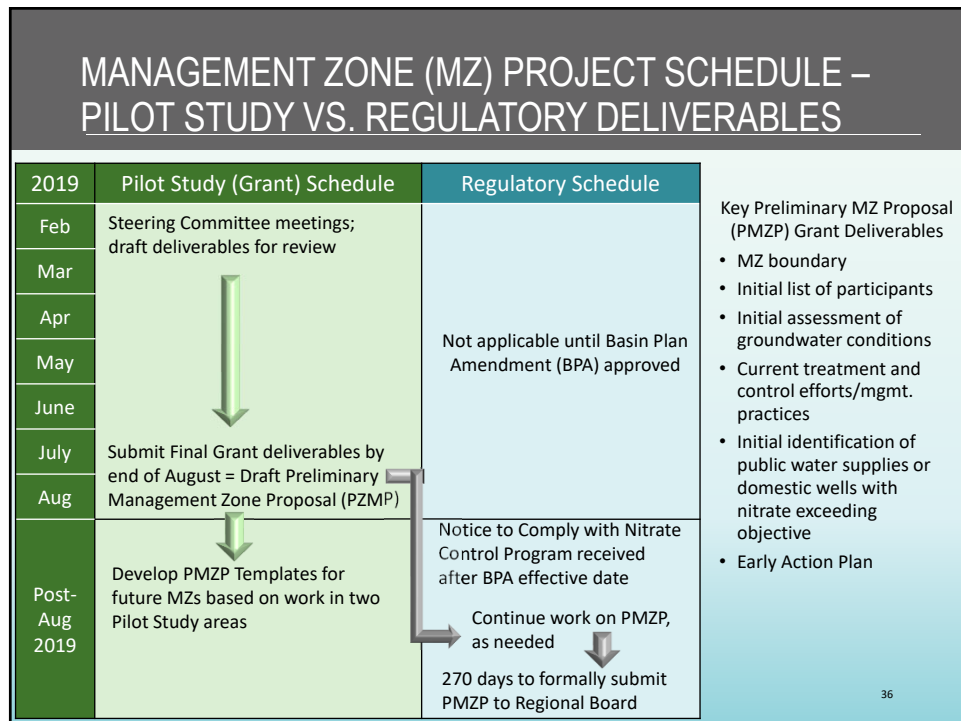 MANAGEMENT ZONE (MZ) PROJECT SCHEDULE –
PILOT STUDY VS. REGULATORY DELIVERABLES
2019
Pilot Study (Grant) Schedule
Regulatory Schedule
Feb
Mar
Apr
May
June
July
Aug
Post-
Aug
2019
Steering Committee meetings;
draft deliverables for review
Submit Final Grant deliverables by
end of August = Draft Preliminary
Management Zone Proposal (PZMP)
Develop PMZP Templates for
future MZs based on work in two
Pilot Study areas
Not applicable until Basin Plan
Amendment (BPA) approved
Notice to Comply with Nitrate
Control Program received
after BPA effective date
Continue work on PMZP,
as needed
270 days to formally submit
PMZP to Regional Board
Key Preliminary MZ Proposal
(PMZP) Grant Deliverables
• MZ boundary
• Initial list of participants
• Initial assessment of
groundwater conditions
• Current treatment and
control efforts/mgmt.
practices
• Initial identification of
public water supplies or
domestic wells with
nitrate exceeding
objective
• Early Action Plan
36